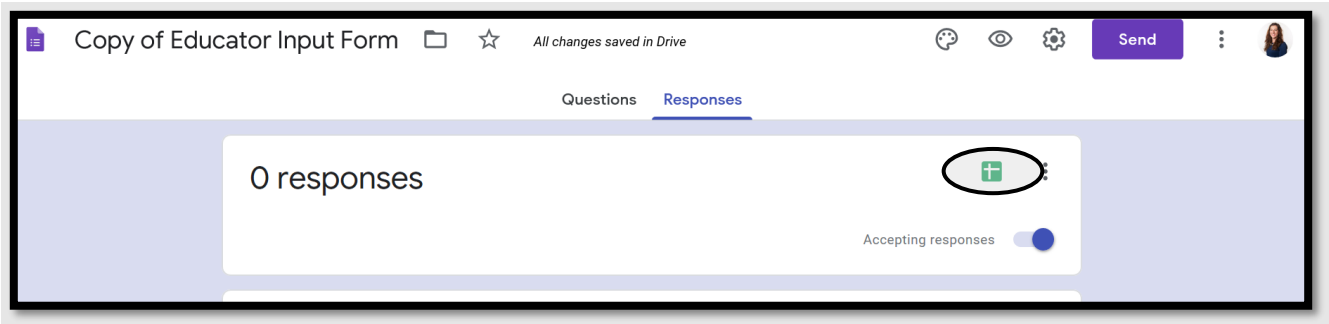 Copy of Educator Input Form
All changes saved in Drive
Send
Questions
Responses
0 responses
Accepting responses